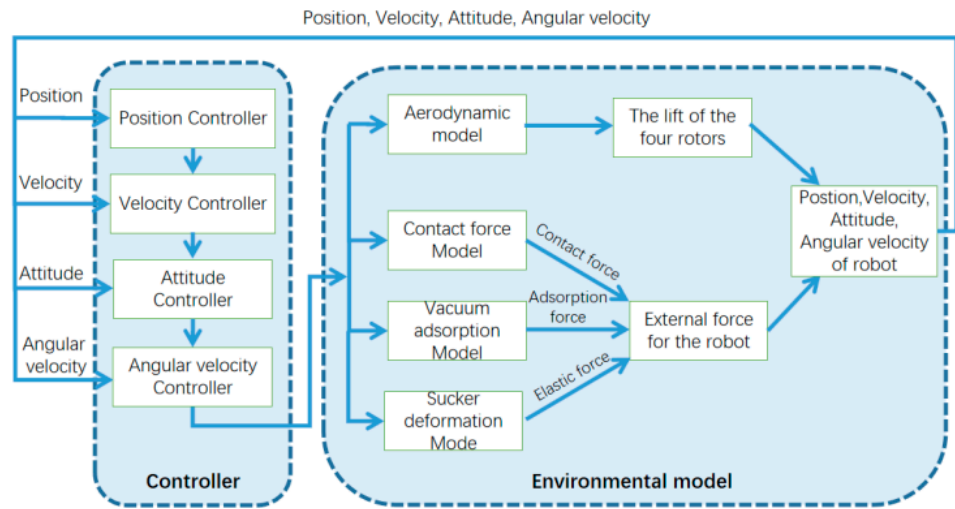 Position, Velocity, Attitude, Angular velocity
Position
Velocity
Attitude
Angular
velocity
Position Controller
Velocity Controller
Attitude
Controller
Angular velocity
Controller
Controller
Aerodynamic
model
The lift of the
four rotors
Contact force
Model
Contact force
Vacuum
adsorption
Model
Adsorption
force
Sucker
deformation
Mode
Elastic force
External force
for the robot
Postion,Velocity,
Attitude,
Angular velocity
of robot
Environmental model